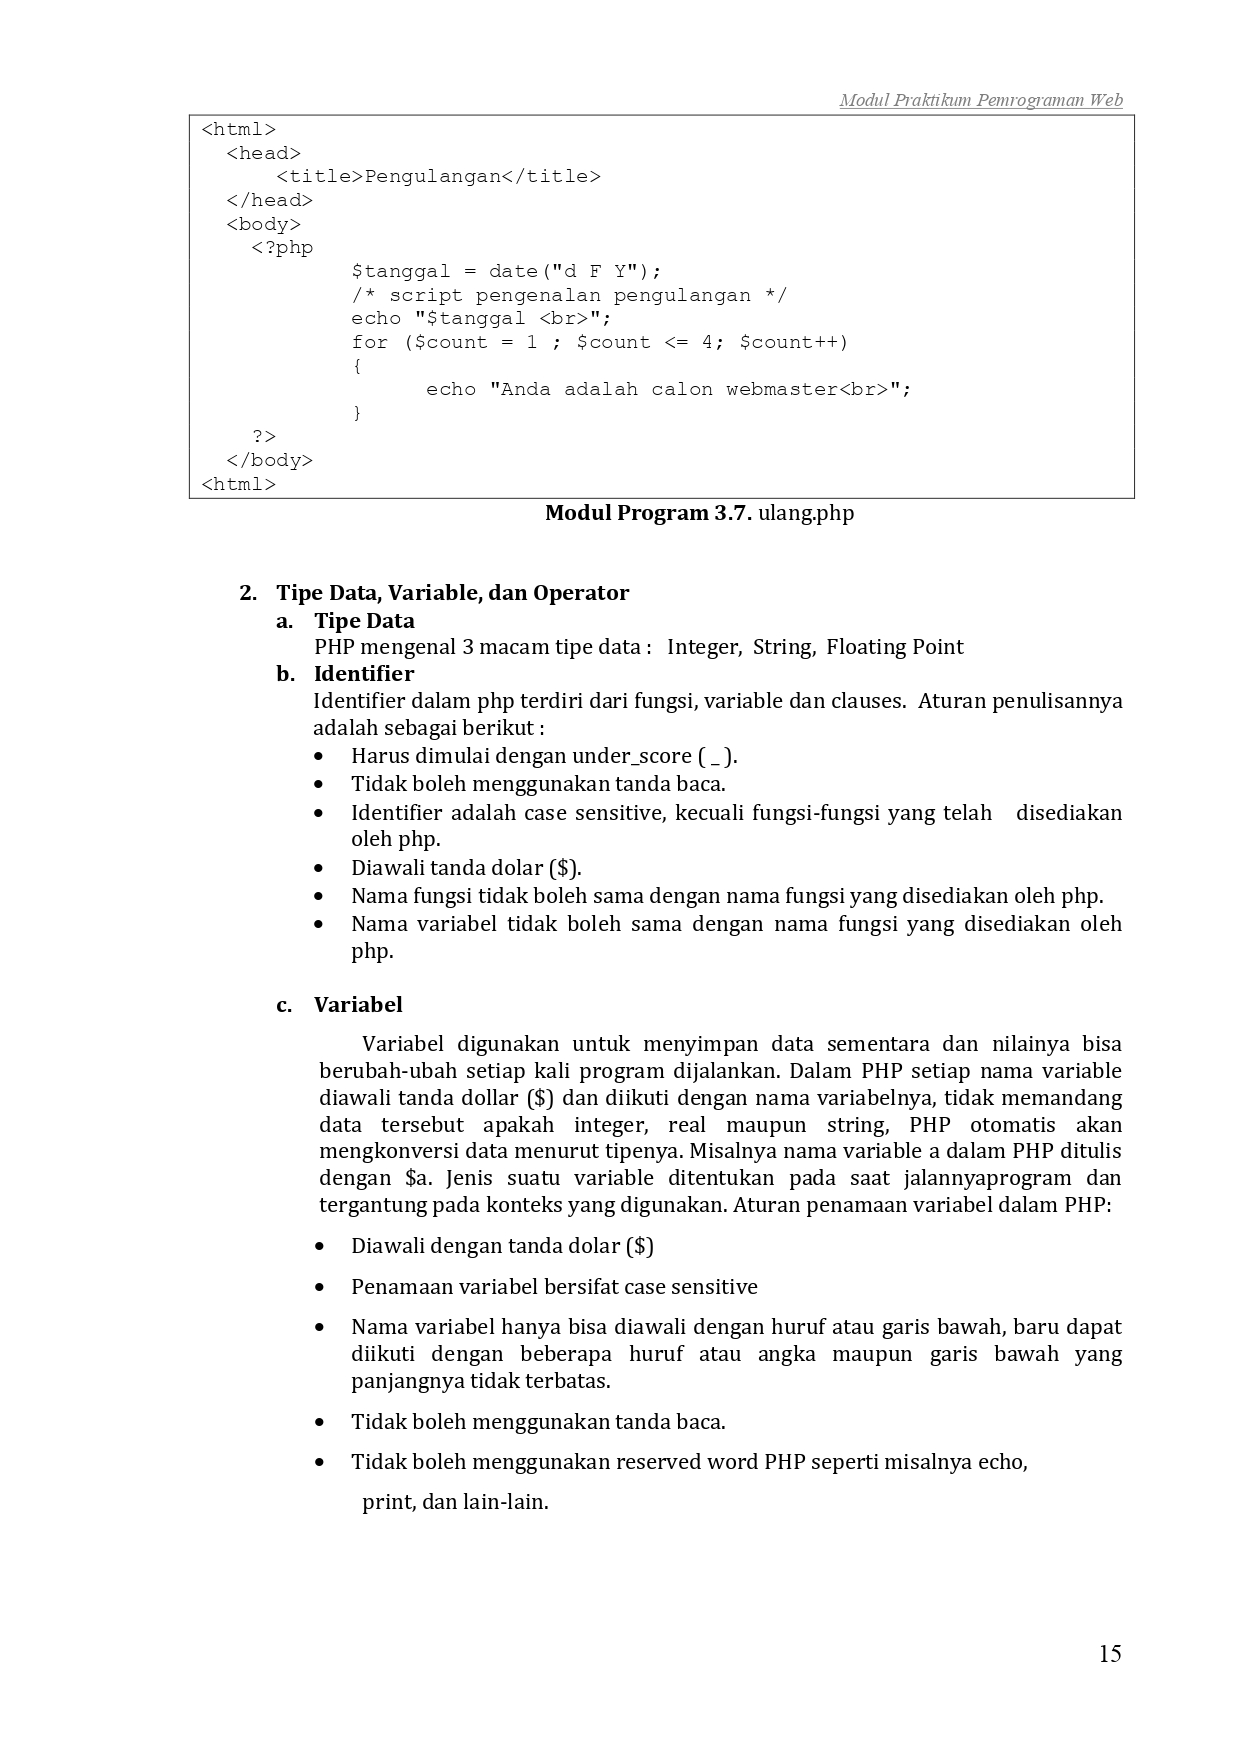 Modul Praktikum Pemrograman Web
<html>
<head>
<title>Pengulangan</title>
</head>
<body>
<?php
$tanggal = date("d F Y");
/* script pengenalan pengulangan */
echo "$tanggal <br>";
for ($count = 1 ; $count <= 4; $count++)
{
echo "Anda adalah calon webmaster<br>";
}
?>
</body>
<html>
Modul Program 3.7. ulang.php
2. Tipe Data, Variable, dan Operator
a. Tipe Data
PHP mengenal 3 macam tipe data : Integer, String, Floating Point
b. Identifier
Identifier dalam php terdiri dari fungsi, variable dan clauses. Aturan penulisannya
adalah sebagai berikut :
• Harus dimulai dengan under_score ( _ ).
• Tidak boleh menggunakan tanda baca.
• Identifier adalah case sensitive, kecuali fungsi-fungsi yang telah disediakan
oleh php.
• Diawali tanda dolar ($).
• Nama fungsi tidak boleh sama dengan nama fungsi yang disediakan oleh php.
• Nama variabel tidak boleh sama dengan nama fungsi yang disediakan oleh
php.
c. Variabel
Variabel digunakan untuk menyimpan data sementara dan nilainya bisa
berubah-ubah setiap kali program dijalankan. Dalam PHP setiap nama variable
diawali tanda dollar ($) dan diikuti dengan nama variabelnya, tidak memandang
data tersebut apakah integer, real maupun string, PHP otomatis akan
mengkonversi data menurut tipenya. Misalnya nama variable a dalam PHP ditulis
dengan $a. Jenis suatu variable ditentukan pada saat jalannyaprogram dan
tergantung pada konteks yang digunakan. Aturan penamaan variabel dalam PHP:
• Diawali dengan tanda dolar ($)
• Penamaan variabel bersifat case sensitive
• Nama variabel hanya bisa diawali dengan huruf atau garis bawah, baru dapat
diikuti dengan beberapa huruf atau angka maupun garis bawah yang
panjangnya tidak terbatas.
• Tidak boleh menggunakan tanda baca.
• Tidak boleh menggunakan reserved word PHP seperti misalnya echo,
print, dan lain-lain.
15